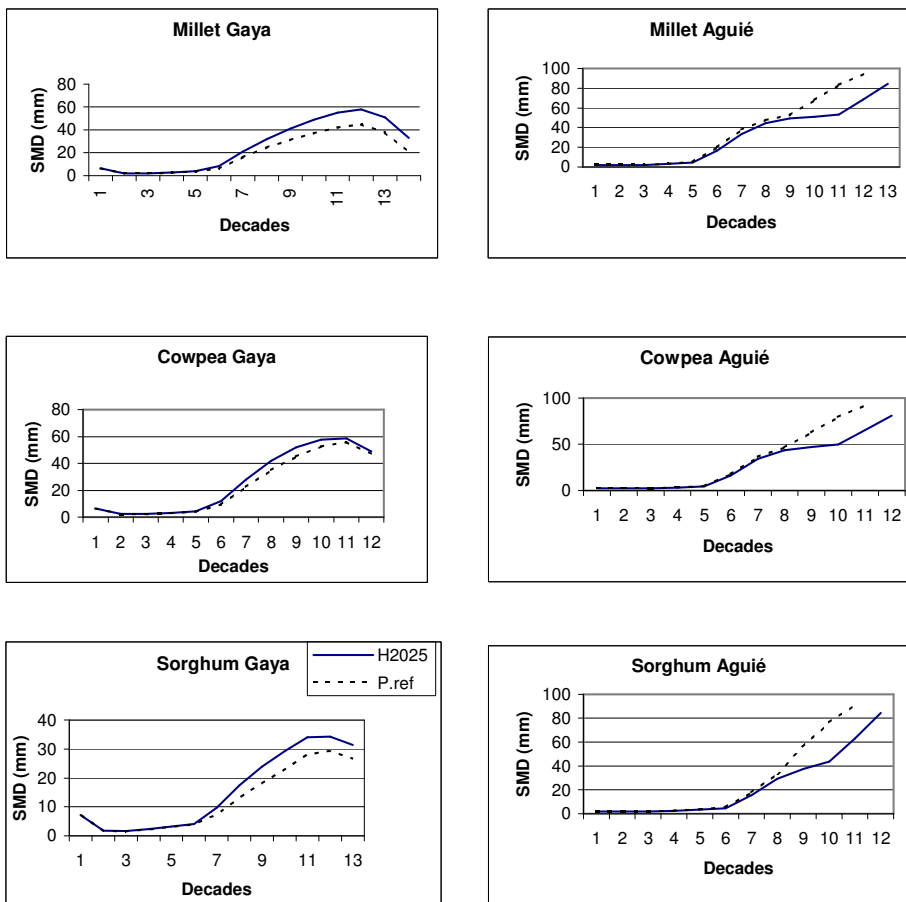 Millet Gaya
SMD (mm)
80
60
40
20
0
1
3
5
7
9
11
13
Decades
Millet Aguié
SMD (mm)
100
80
60
40
20
0
1 2 3 4 5 6 7 8 9 10 11 12 13
Decades
Cowpea Gaya
SMD (mm)
80
60
40
20
0
1 2 3 4 5 6 7 8 9 10 11 12
Decades
Cowpea Aguié
SMD (mm)
100
50
0
1 2 3 4 5 6 7 8 9 10 11 12
Decades
Sorghum Gaya
H2025
P.ref
SMD (mm)
40
30
20
10
0
1 3 5 7 9 11 13
Decades
Sorghum Aguié
SMD (mm)
100
80
60
40
20
0
1 2 3 4 5 6 7 8 9 10 11 12
Decades